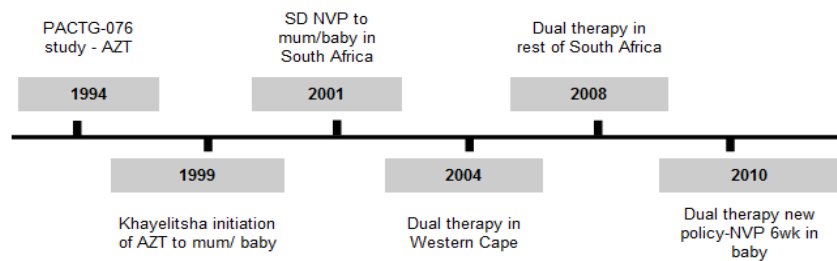 PACTG-076
study - AZT
1994
SD NVP to
mum/baby in
South Africa
2001
Dual therapy in
rest of South Africa
2008
1999
Khayelitsha initiation
of AZT to mum/ baby
2004
Dual therapy in
Western Cape
2010
Dual therapy new
policy-NVP 6wk in
baby